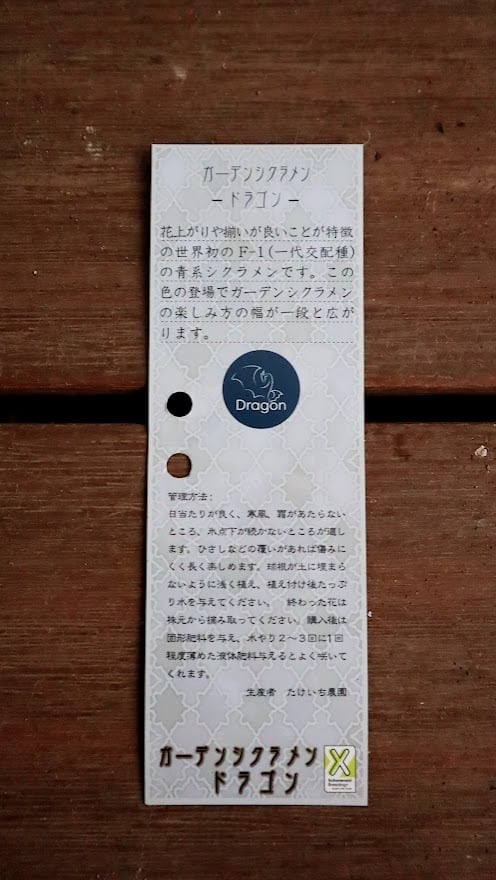 ガーデンシクラメン
ードラゴンー
花上がりや揃いが良いことが特徴
の世界初のF-1(一代交配種)
の青系シクラメンです。この
色の登場でガーデンシクラメン
の楽しみ方の幅が一段と広が
ります。
Dragon
管理方法:
日当たりが良く、寒風、霜があたらない
ところ、氷点下が続かないところが適し
ます。ひさしなどの覆いがあれば傷みに
くく長く楽しめます。球根が土に埋まら
ないように浅く植え、植え付け後たっぷ
り水を与えてください。 終わった花は
株元から摘み取ってください。購入後は
固形肥料を与え、水やり2～3回に1回
程度薄めた液体肥料与えるとよく咲いて
くれます。
生産者 たけいち農園
ガーデンシクラメン
ドラゴン
X
Schoneveld
Breeding